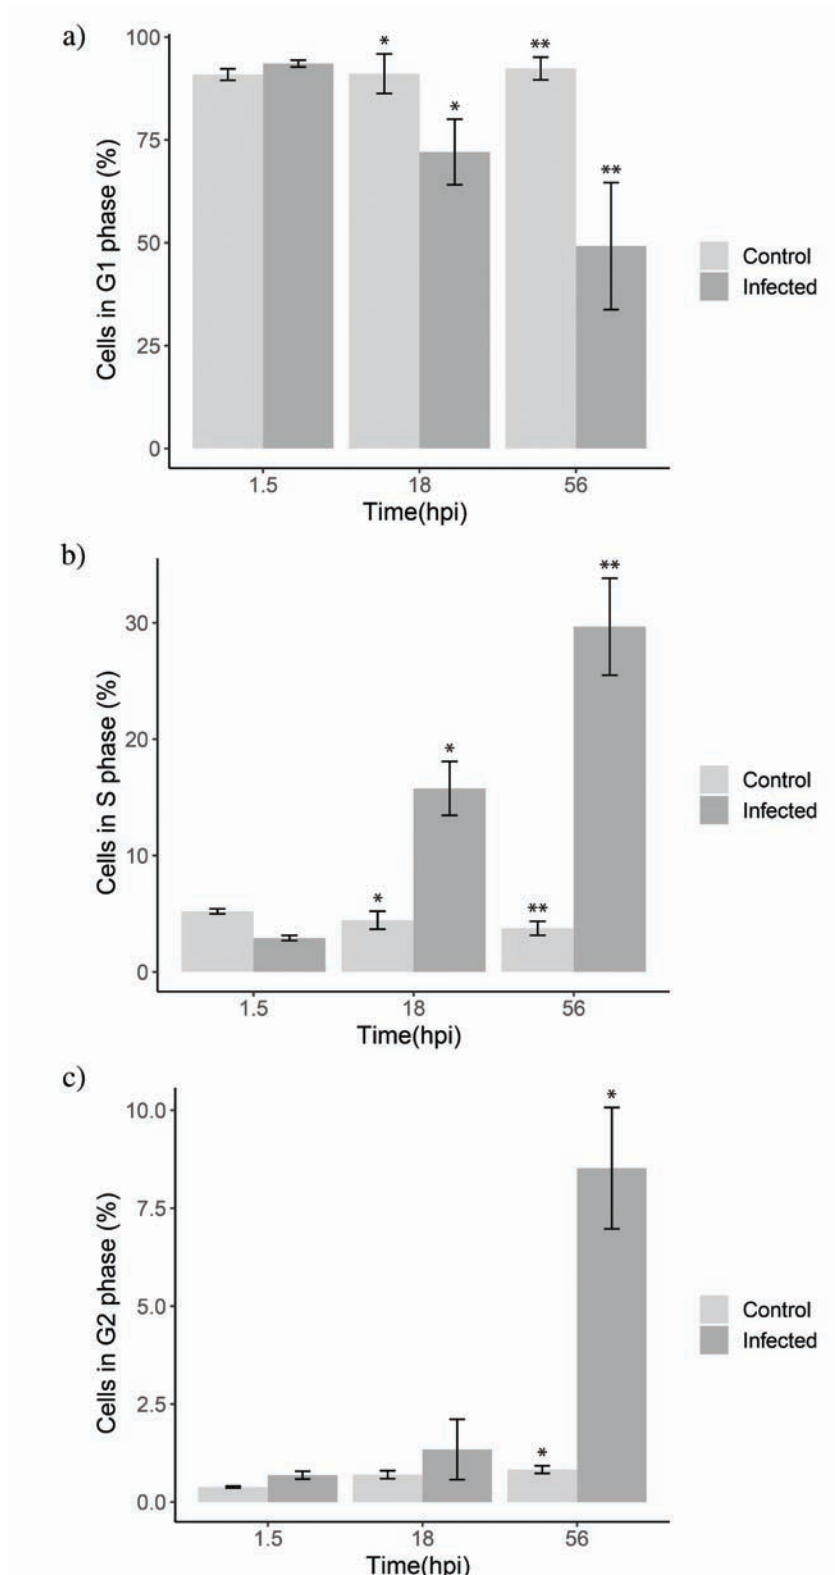 a)
100
75
50
25
0
Cells in G1 phase (%)
*
*
**
**
1.5
18
56
Time(hpi)
Control
Infected
b)
30
20
10
0
Cells in S phase (%)
*
*
**
**
1.5
18
56
Time(hpi)
Control
Infected
c)
10.0
7.5
5.0
2.5
0.0
Cells in G2 phase (%)
*
*
1.5
18
56
Time(hpi)
Control
Infected